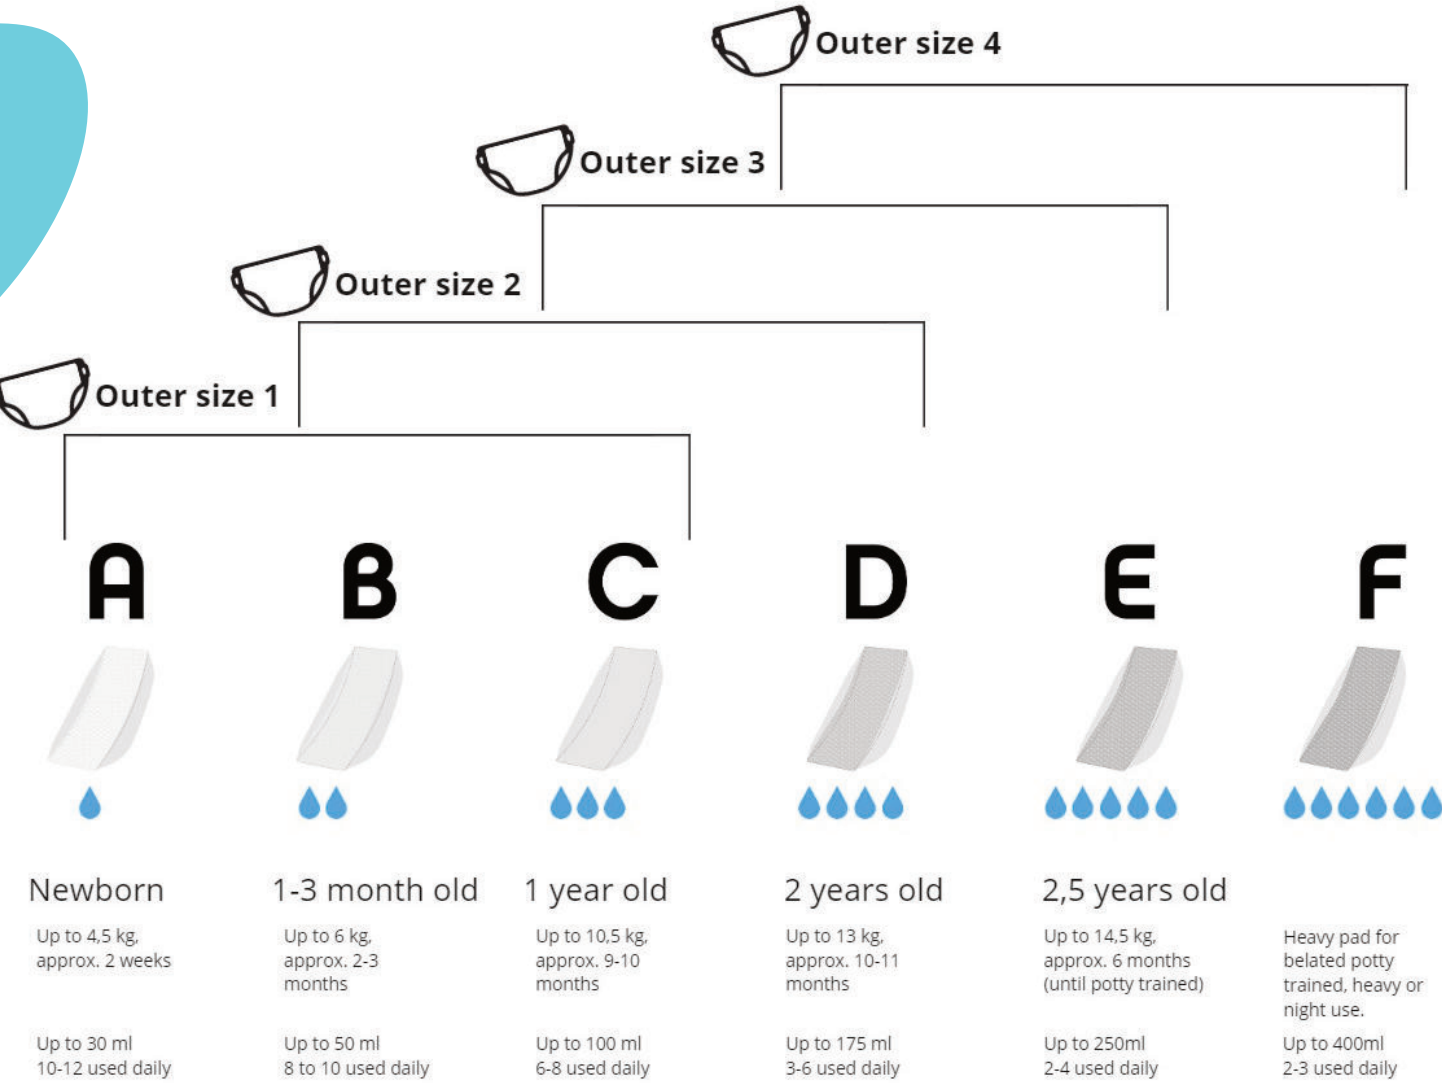 Outer size 4
Outer size 3
Outer size 2
Outer size 1
A
B
C
D
E
F
Newborn
Up to 4,5 kg,
approx. 2 weeks
Up to 30 ml
10-12 used daily
1-3 month old
Up to 6 kg,
approx. 2-3
months
Up to 50 ml
8 to 10 used daily
1 year old
Up to 10,5 kg,
approx. 9-10
months
Up to 100 ml
6-8 used daily
2 years old
Up to 13 kg,
approx. 10-11
months
Up to 175 ml
3-6 used daily
2,5 years old
Up to 14,5 kg,
approx. 6 months
(until potty trained)
Up to 250ml
2-4 used daily
Heavy pad for
belated potty
trained, heavy or
night use.
Up to 400ml
2-3 used daily